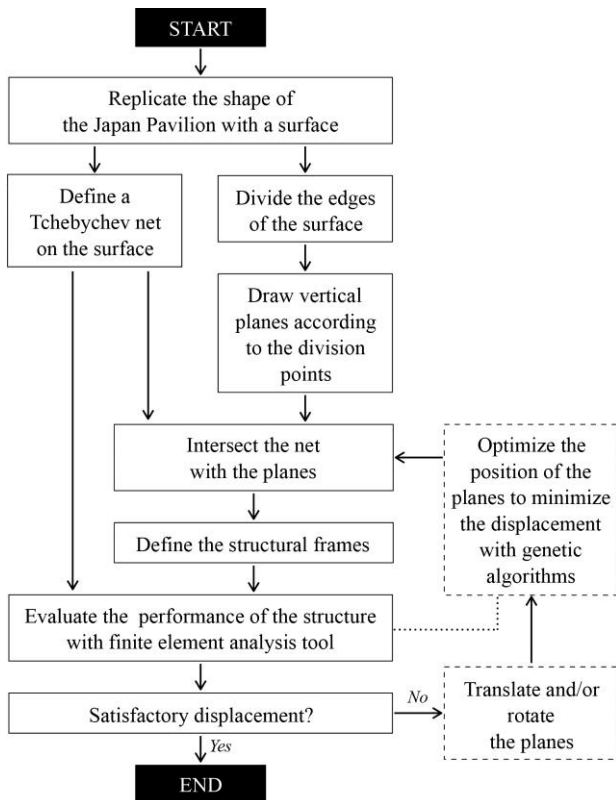 START
Replicate the shape of
the Japan Pavilion with a surface
Define a
Tchebychev net
on the surface
Divide the edges
of the surface
Draw vertical
planes according
to the division
points
Intersect the net
with the planes
Optimize the
position of the
planes to minimize
the displacement
with genetic
algorithms
Define the structural frames
Evaluate the performance of the structure
with finite element analysis tool
Satisfactory displacement?
No
Translate and/or
rotate
the planes
Yes
END